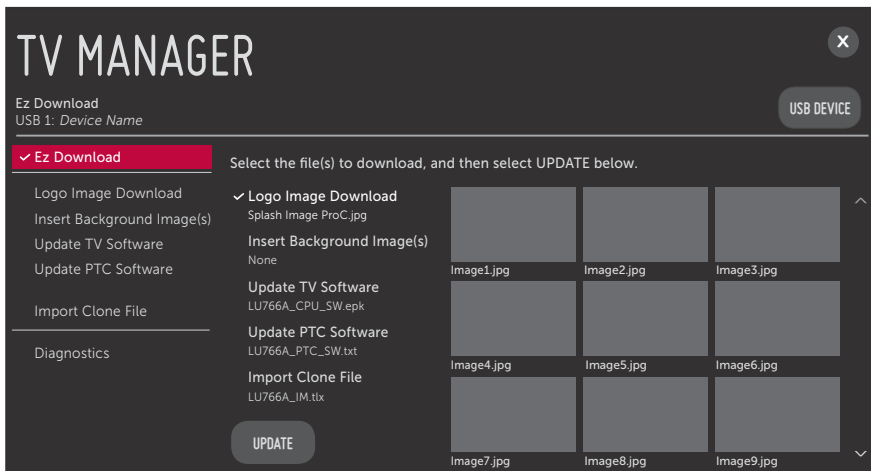 TV MANAGER
X
Ez Download
USB 1: Device Name
USB DEVICE
Ez Download
Logo Image Download
Insert Background Image(s)
Update TV Software
Update PTC Software
Import Clone File
Diagnostics
Select the file(s) to download, and then select UPDATE below.
Logo Image Download
Splash Image ProC.jpg
Insert Background Image(s)
None
Update TV Software
LU766A_CPU_SW.epk
Update PTC Software
LU766A_PTC_SW.txt
Import Clone File
LU766A_IM.tlx
UPDATE
Image1.jpg
Image2.jpg
Image3.jpg
Image4.jpg
Image5.jpg
Image6.jpg
Image7.jpg
Image8.jpg
Image9.jpg